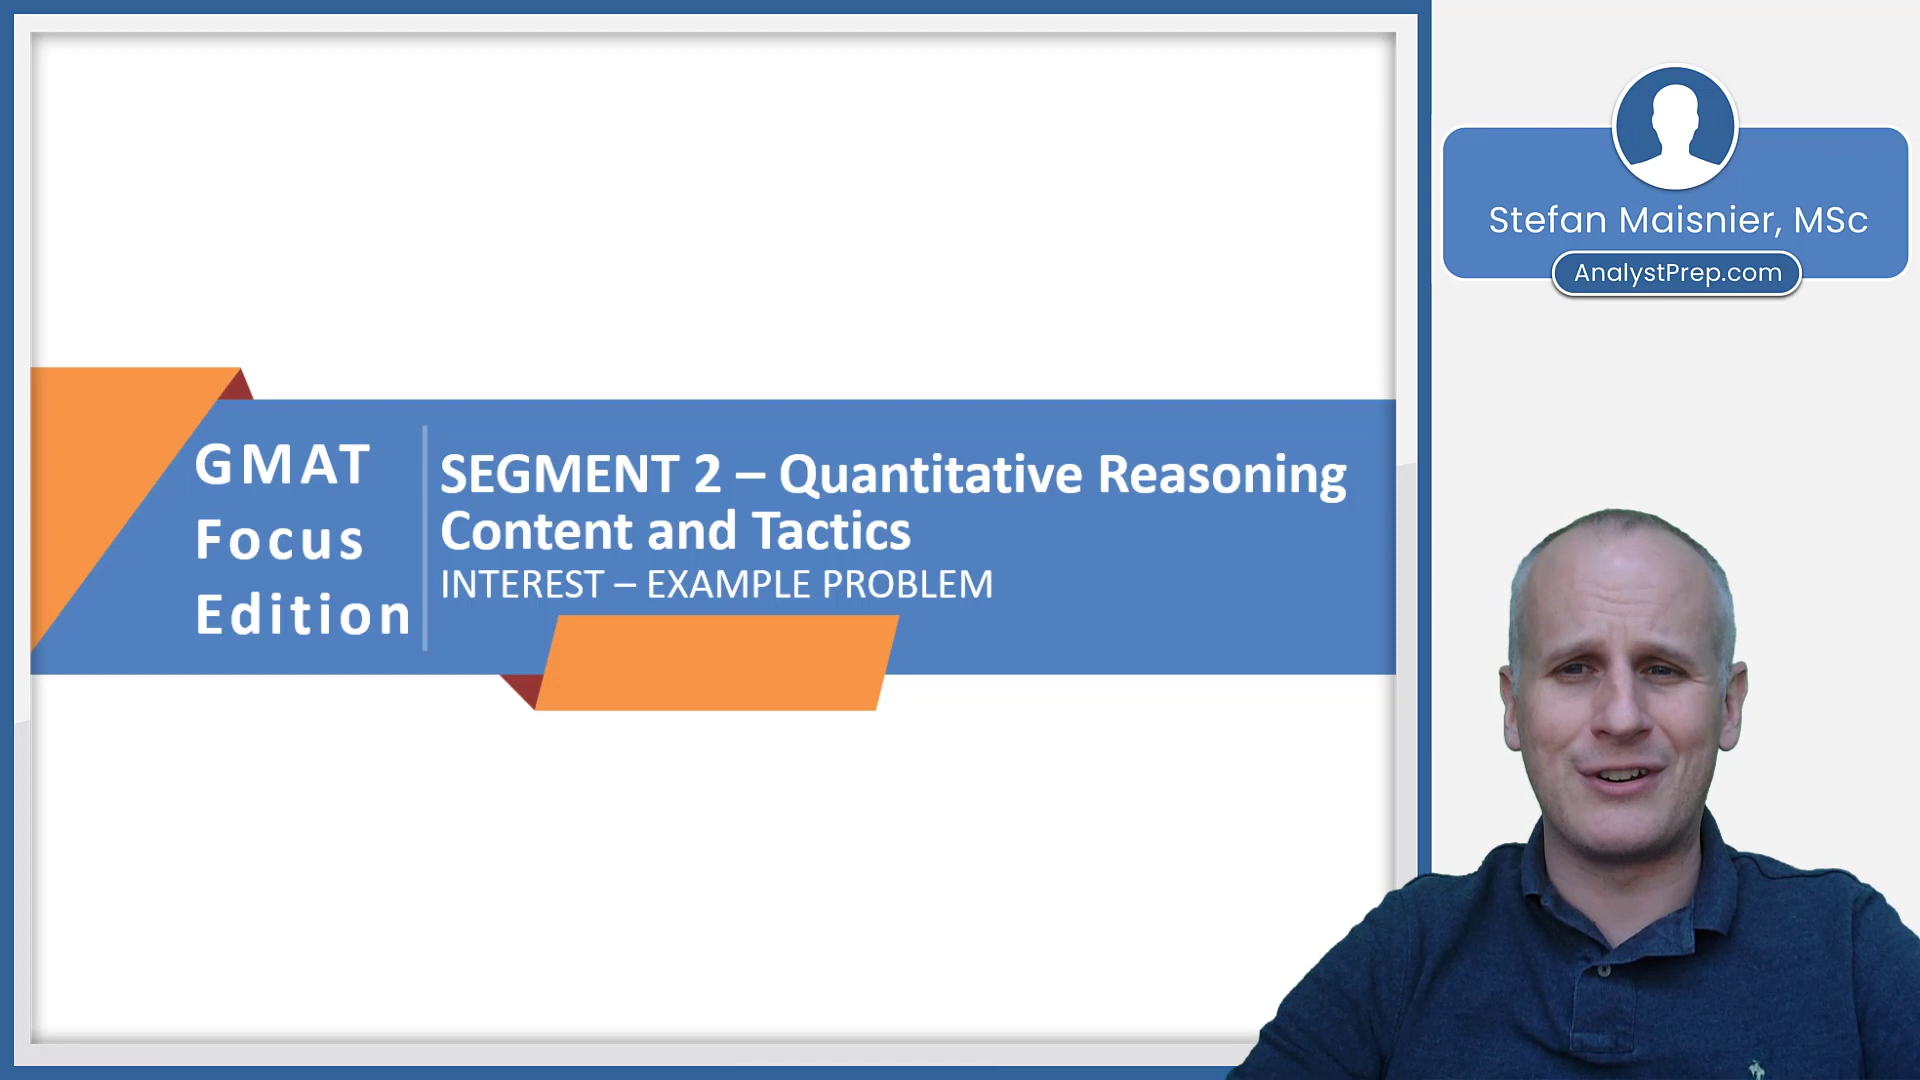 GMAT
Focus
Edition
SEGMENT 2 – Quantitative Reasoning
Content and Tactics
INTEREST – EXAMPLE PROBLEM
Stefan Maisnier, MSc
AnalystPrep.com